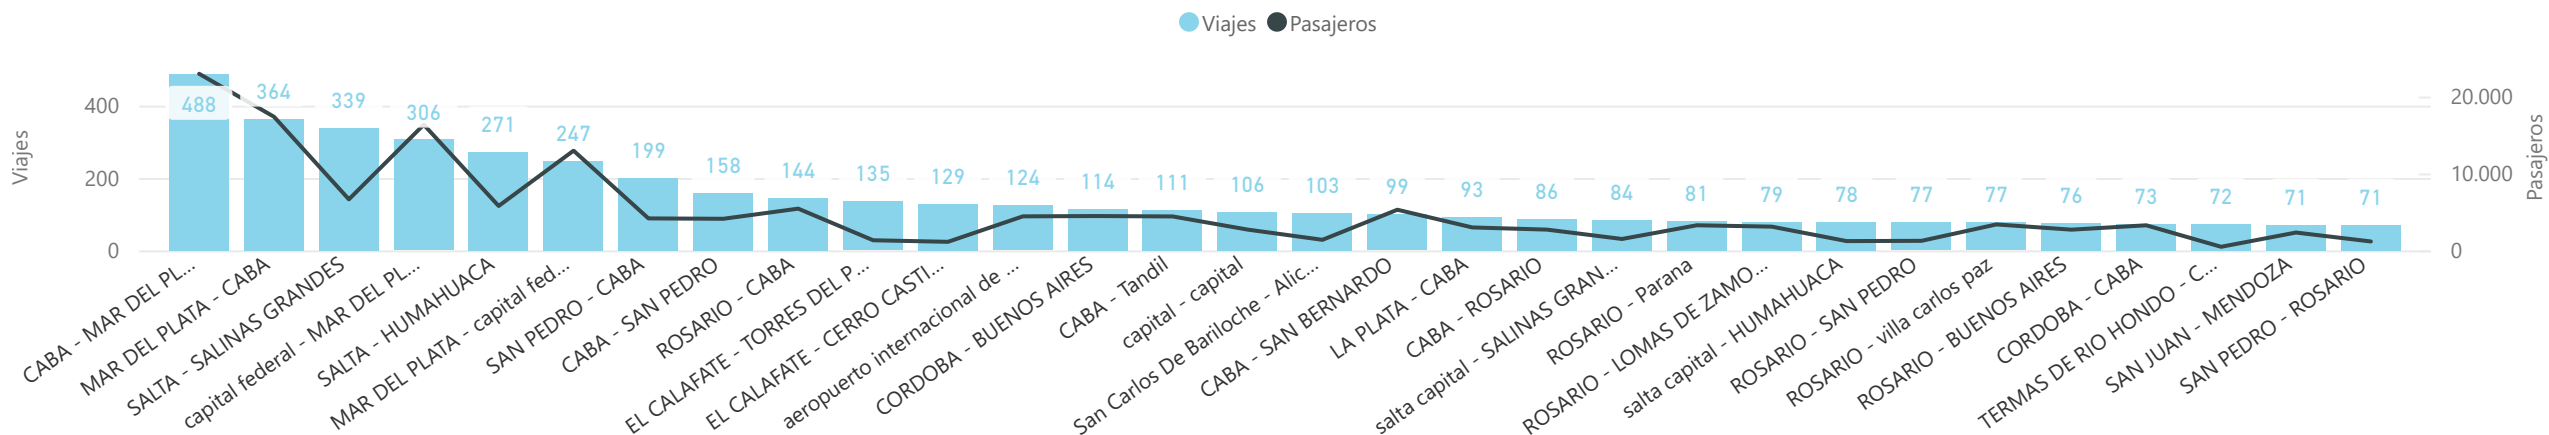 Viajes Pasajeros
Viajes
400
200
0
488
364
339
306
271
247
199
158
144
135
129
124
114
111
106
103
99
93
86
84
81
79
78
77
77
76
73
72
71
71
20.000
10.000
0
Pasajeros
CABA - MAR DEL PL...
MAR DEL PLATA - CABA
SALTA - SALINAS GRANDES
capital federal - MAR DEL PL...
SALTA - HUMAHUACA
MAR DEL PLATA - capital fed...
SAN PEDRO - CABA
CABA - SAN PEDRO
ROSARIO - CABA
EL CALAFATE - TORRES DEL P...
EL CALAFATE - CERRO CASTI...
aeropuerto internacional de ...
CORDOBA - BUENOS AIRES
CABA - Tandil
capital - capital
San Carlos De Bariloche - Alic...
CABA - SAN BERNARDO
LA PLATA - CABA
CABA - ROSARIO
salta capital - SALINAS GRAN...
ROSARIO - Parana
ROSARIO - LOMAS DE ZAMO...
salta capital - HUMAHUACA
ROSARIO - SAN PEDRO
ROSARIO - villa carlos paz
ROSARIO - BUENOS AIRES
CORDOBA - CABA
TERMAS DE RIO HONDO - C...
SAN JUAN - MENDOZA
SAN PEDRO - ROSARIO